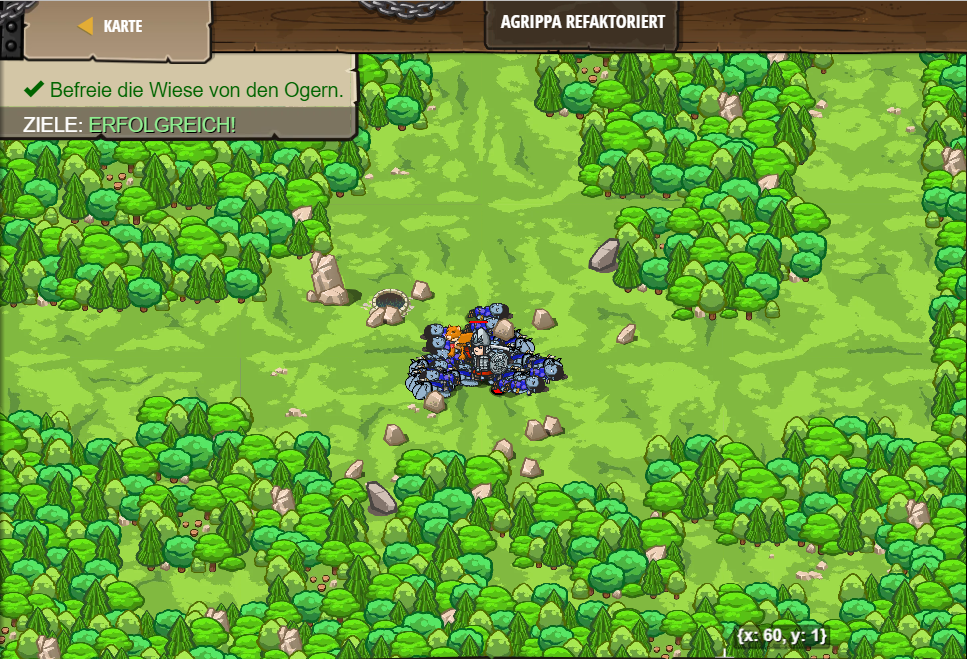 KARTE
AGRIPPA REFAKTORIERT
Befreie die Wiese von den Ogern.
ZIELE: ERFOLGREICH!
{x: 60, y: 1}